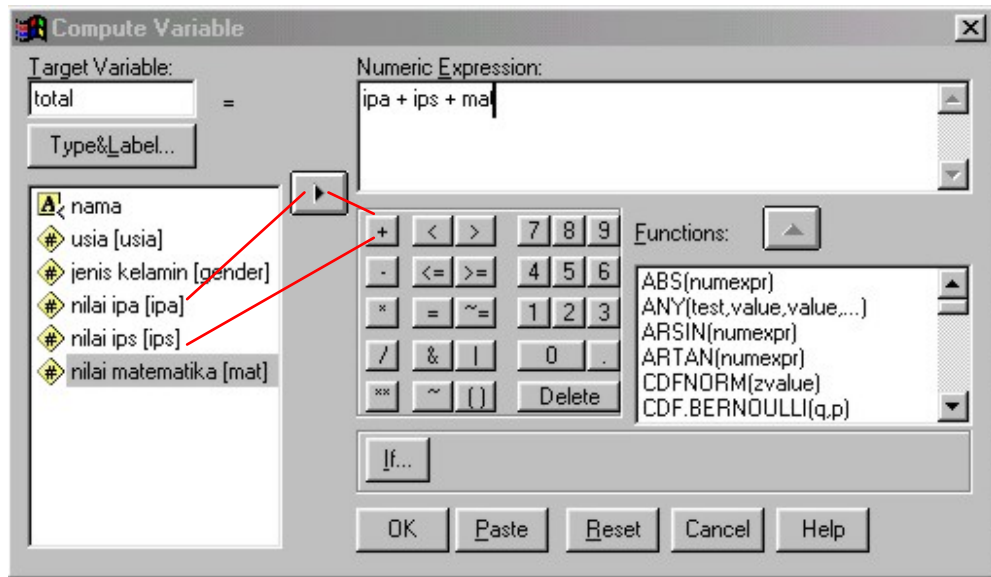 Compute Variable
Target Variable:
total
=
Type&Label...
Numeric Expression:
ipa + ips + mat
nama
usia [usia]
jenis kelamin [gender]
nilai ipa [ipa]
nilai ips [ips]
nilai matematika [mat]
+ < > 7 8 9
- <= >= 4 5 6
* = ~= 1 2 3
/ & | 0 .
** ~ () Delete
Functions:
ABS(numexpr)
ANY(test,value,value,...)
ARSIN(numexpr)
ARTAN(numexpr)
CDFNORM(zvalue)
CDF.BERNOULLI(q,p)
If...
OK Paste Reset Cancel Help